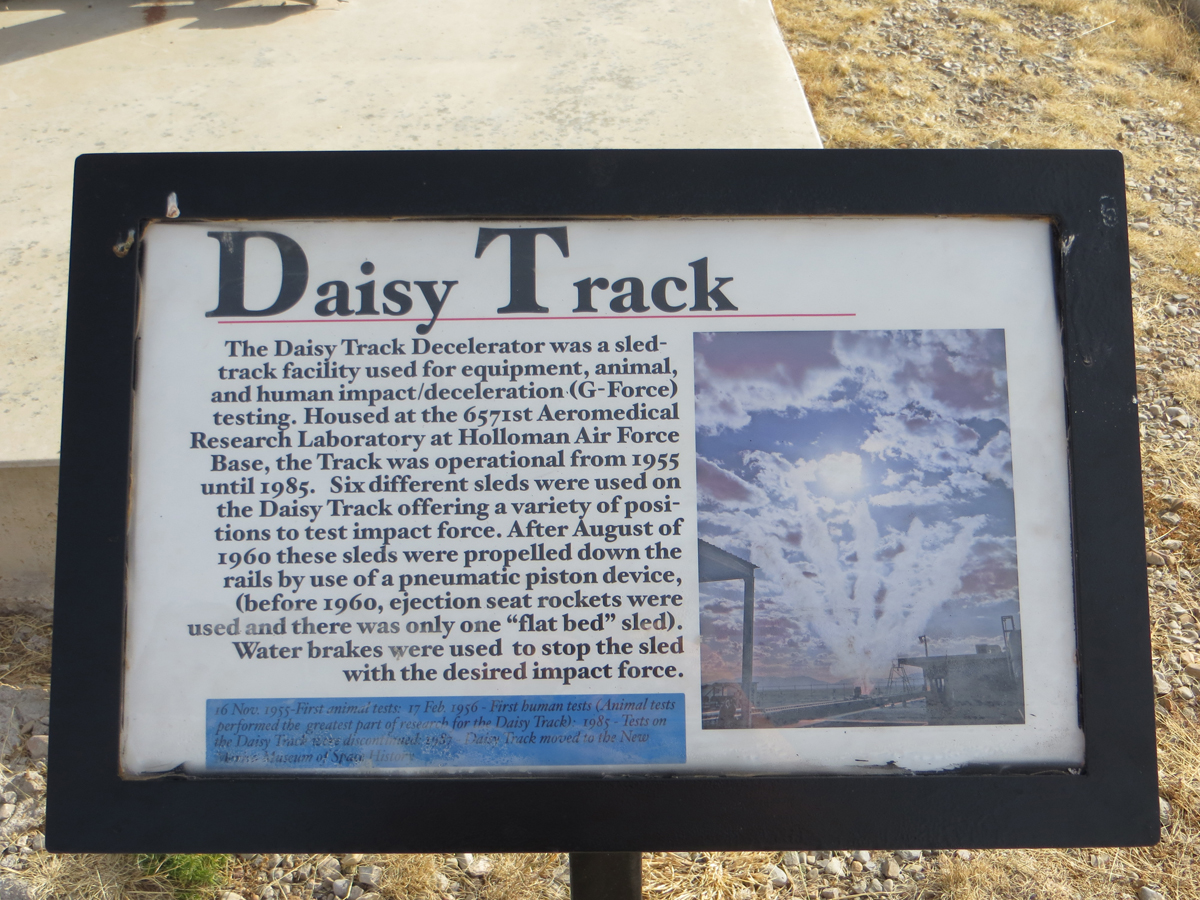 Daisy Track
The Daisy Track Decelerator was a sled-
track facility used for equipment, animal,
and human impact/deceleration (G-Force)
testing. Housed at the 6571st Aeromedical
Research Laboratory at Holloman Air Force
Base, the Track was operational from 1955
until 1985. Six different sleds were used on
the Daisy Track offering a variety of posi-
tions to test impact force. After August of
1960 these sleds were propelled down the
rails by use of a pneumatic piston device,
(before 1960, ejection seat rockets were
used and there was only one “flat bed” sled).
Water brakes were used to stop the sled
with the desired impact force.
16 Nov. 1955-First animal tests: 17 Feb. 1956 - First human tests (Animal tests
performed the greatest part of research for the Daisy Track): 1985 - Tests on
the Daisy Track were discontinued: Daisy Track moved to the New
Museum of Space History